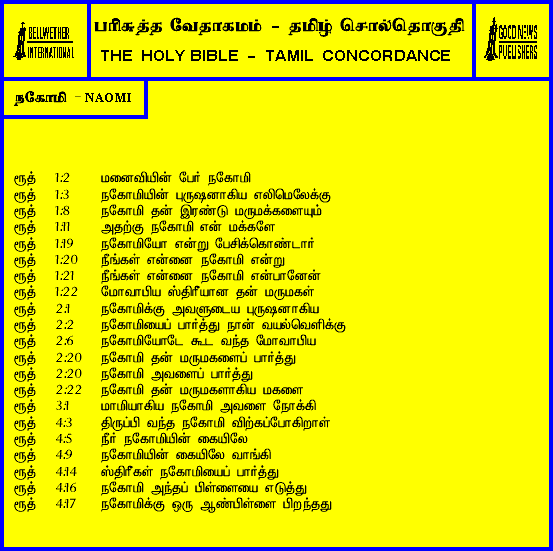 BELLWETHER
INTERNATIONAL
பரிசுத்த வேதாகமம் - தமிழ் சொல்தொகுதி
THE HOLY BIBLE - TAMIL CONCORDANCE
GOOD NEWS
PUBLISHERS
நகோமி - NAOMI
ரூத் 1:2 மனைவியின் பேர் நகோமி
ரூத் 1:3 நகோமியின் புருஷனாகிய எலிமெலேக்கு
ரூத் 1:8 நகோமி தன் இரண்டு மருமக்களையும்
ரூத் 1:11 அதற்கு நகோமி என் மக்களே
ரூத் 1:19 நகோமியோ என்று பேசிக்கொண்டார்
ரூத் 1:20 நீங்கள் என்னை நகோமி என்று
ரூத் 1:21 நீங்கள் என்னை நகோமி என்பானேன்
ரூத் 1:22 மோவாபிய ஸ்திரீயான தன் மருமகள்
ரூத் 2:1 நகோமிக்கு அவளுடைய புருஷனாகிய
ரூத் 2:2 நகோமியைப் பார்த்து நான் வயல்வெளிக்கு
ரூத் 2:6 நகோமியோடே கூட வந்த மோவாபிய
ரூத் 2:20 நகோமி தன் மருமகளைப் பார்த்து
ரூத் 2:20 நகோமி அவளைப் பார்த்து
ரூத் 2:22 நகோமி தன் மருமகளாகிய மகளை
ரூத் 3:1 மாமியாகிய நகோமி அவளை நோக்கி
ரூத் 4:3 திருப்பி வந்த நகோமி விற்கப்போகிறாள்
ரூத் 4:5 நீர் நகோமியின் கையிலே
ரூத் 4:9 நகோமியின் கையிலே வாங்கி
ரூத் 4:14 ஸ்திரீகள் நகோமியைப் பார்த்து
ரூத் 4:16 நகோமி அந்தப் பிள்ளையை எடுத்து
ரூத் 4:17 நகோமிக்கு ஒரு ஆண்பிள்ளை பிறந்தது